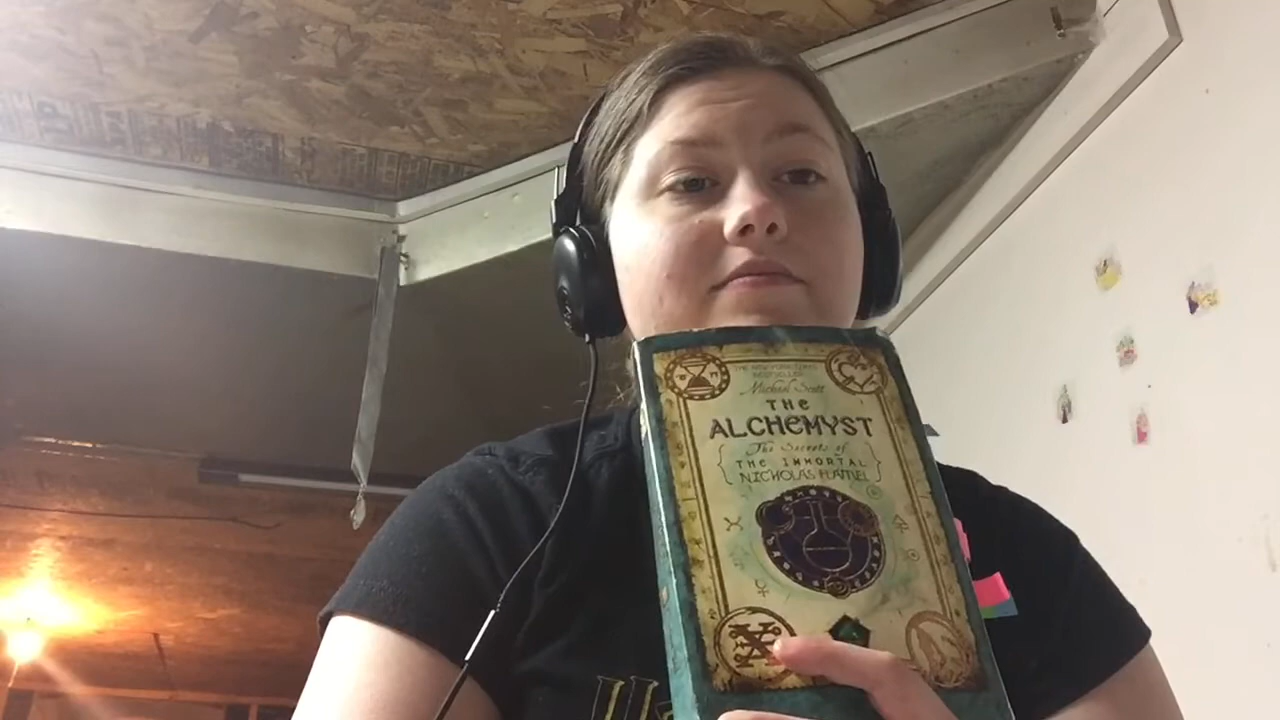 THE NEW YORK TIMES
BESTSELLER
Michael Scott
THE
ALCHEMYST
The Secrets of
THE IMMORTAL
NICHOLAS FLAMEL